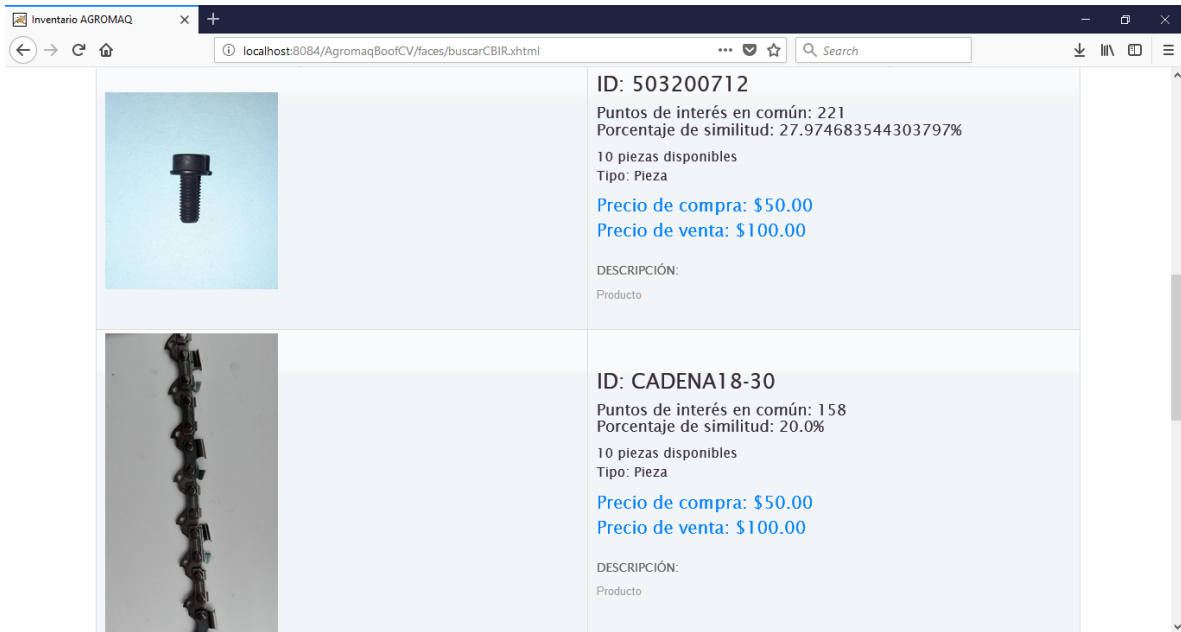 Inventario AGROMAQ
localhost:8084/AgromaqBoofCV/faces/buscarCBIR.xhtml
Search
ID: 503200712
Puntos de interés en común: 221
Porcentaje de similitud: 27.974683544303797%
10 piezas disponibles
Tipo: Pieza
Precio de compra: $50.00
Precio de venta: $100.00
DESCRIPCIÓN:
Producto
ID: CADENA18-30
Puntos de interés en común: 158
Porcentaje de similitud: 20.0%
10 piezas disponibles
Tipo: Pieza
Precio de compra: $50.00
Precio de venta: $100.00
DESCRIPCIÓN:
Producto